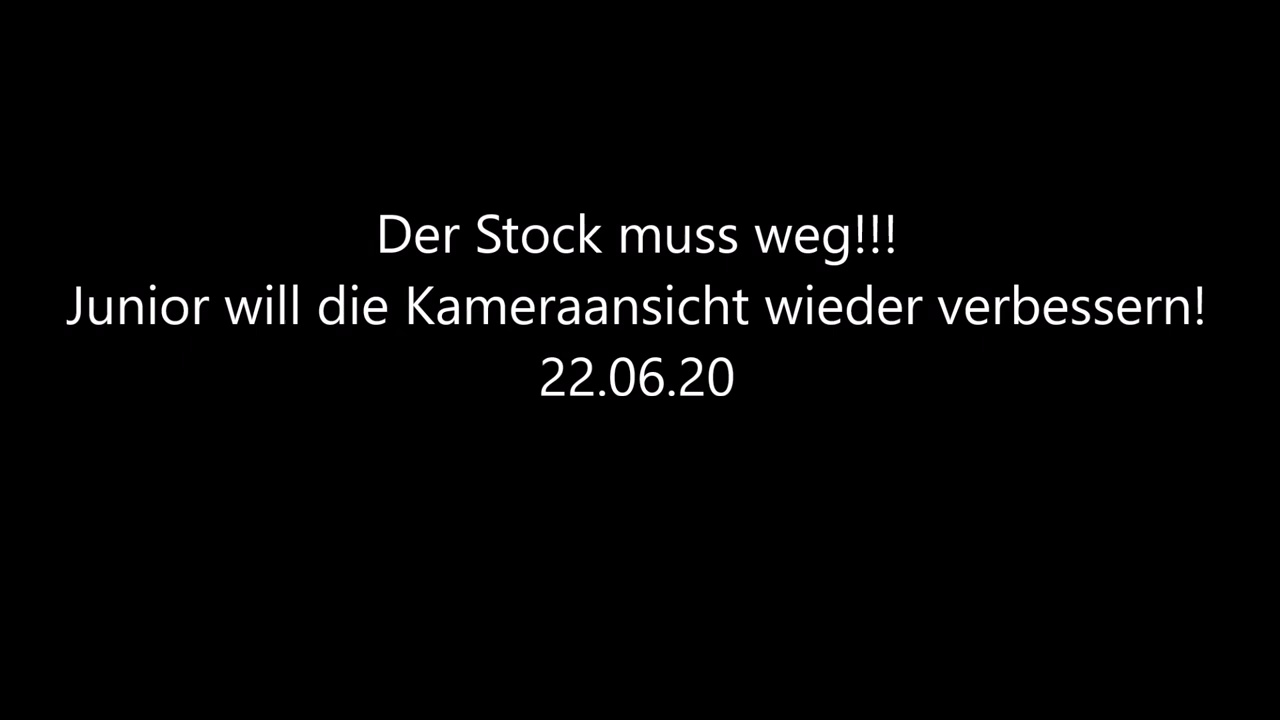 Der Stock muss weg!!!
Junior will die Kameraansicht wieder verbessern!
22.06.20